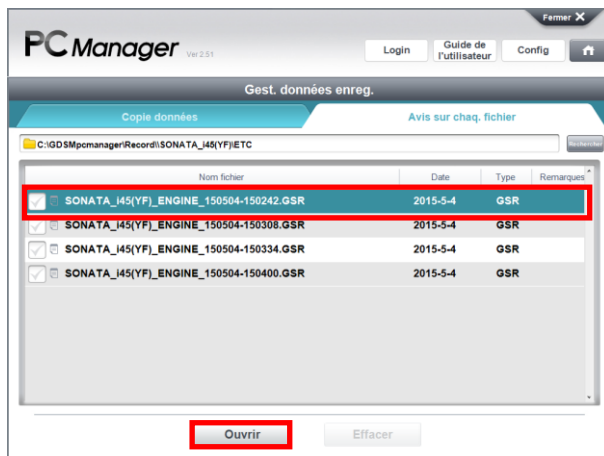 Fermer X
PC Manager Ver 2.51
Login
Guide de l'utilisateur
Config
Gest. données enreg.
Copie données
Avis sur chaq. fichier
C:\GDSMpcmanager\Record\\SONATA_i45(YF)\ETC
Rechercher
Nom fichier Date Type Remarques
SONATA_i45(YF)_ENGINE_150504-150242.GSR 2015-5-4 GSR
SONATA_i45(YF)_ENGINE_150504-150308.GSR 2015-5-4 GSR
SONATA_i45(YF)_ENGINE_150504-150334.GSR 2015-5-4 GSR
SONATA_i45(YF)_ENGINE_150504-150400.GSR 2015-5-4 GSR
Ouvrir
Effacer